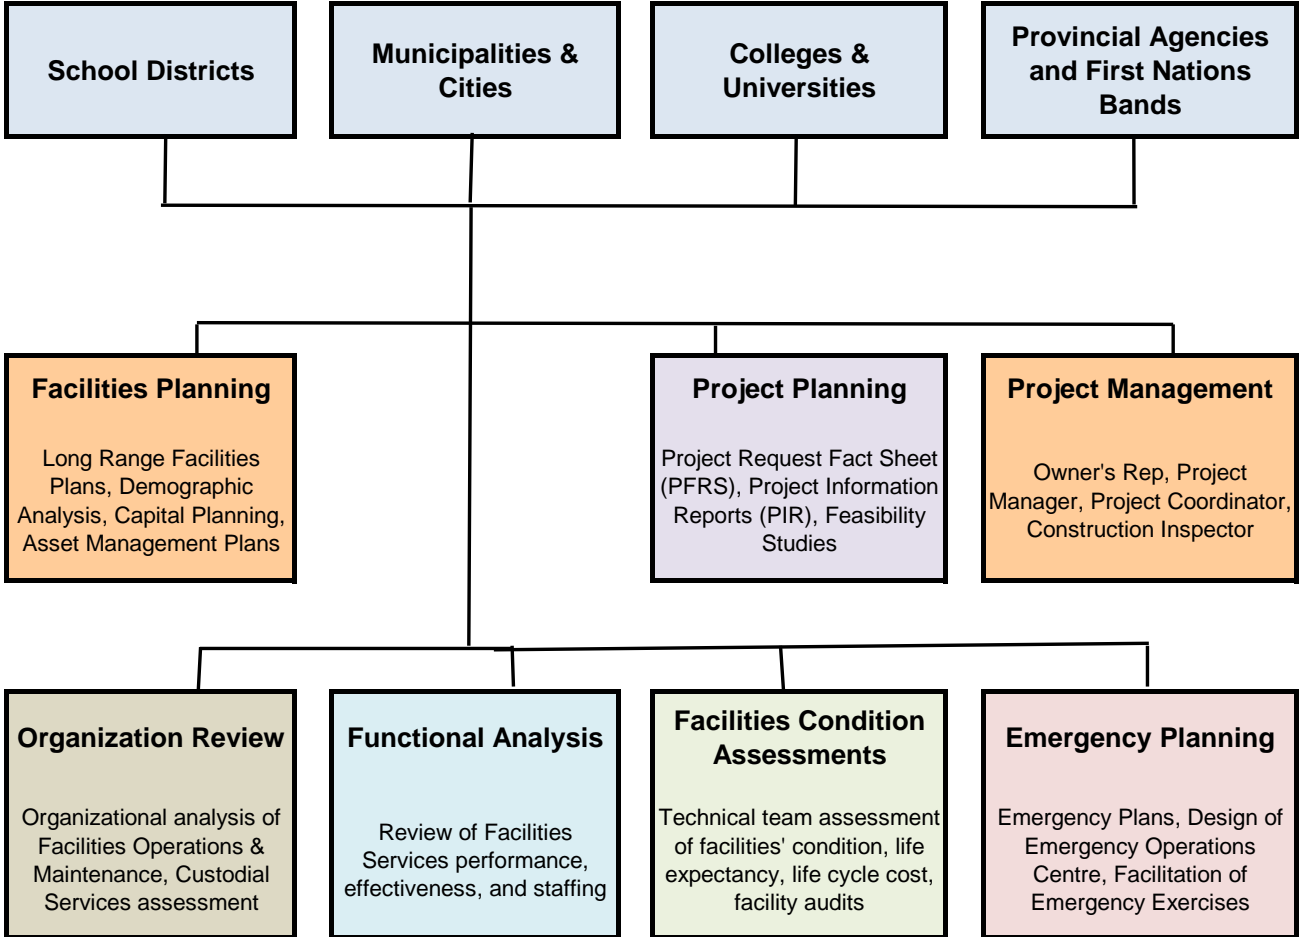 School Districts
Municipalities &
Cities
Colleges &
Universities
Provincial Agencies
and First Nations
Bands
Facilities Planning
Long Range Facilities
Plans, Demographic
Analysis, Capital Planning,
Asset Management Plans
Project Planning
Project Request Fact Sheet
(PFRS), Project Information
Reports (PIR), Feasibility
Studies
Project Management
Owner's Rep, Project
Manager, Project Coordinator,
Construction Inspector
Organization Review
Organizational analysis of
Facilities Operations &
Maintenance, Custodial
Services assessment
Functional Analysis
Review of Facilities
Services performance,
effectiveness, and staffing
Facilities Condition
Assessments
Technical team assessment
of facilities' condition, life
expectancy, life cycle cost,
facility audits
Emergency Planning
Emergency Plans, Design of
Emergency Operations
Centre, Facilitation of
Emergency Exercises